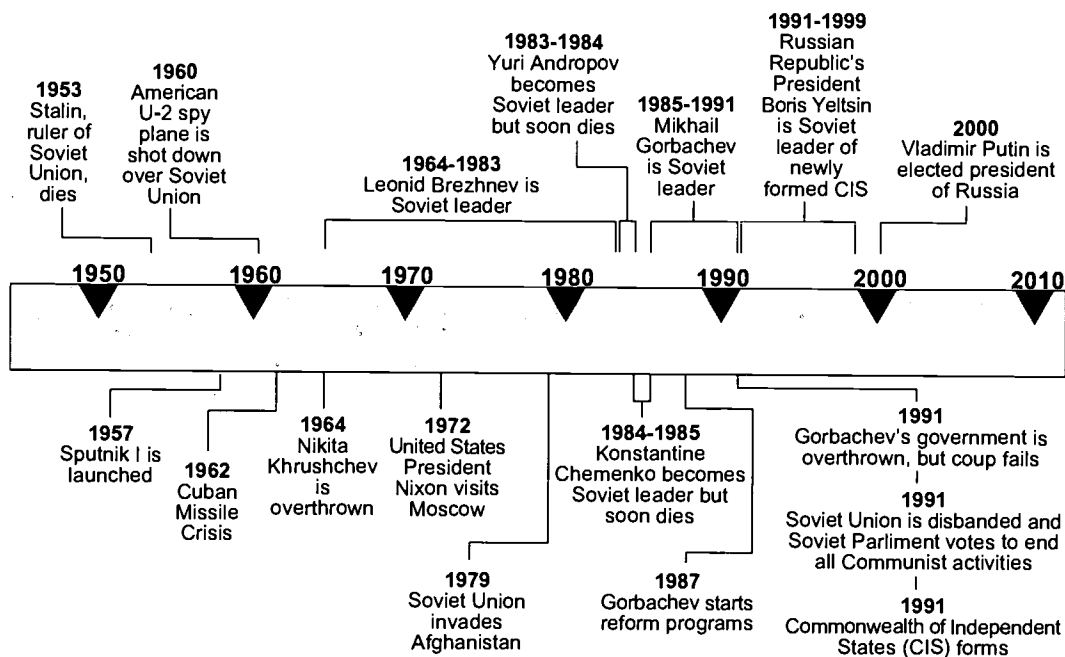 1953
Stalin,
ruler of
Soviet
Union,
dies
1960
American
U-2 spy
plane is
shot down
over Soviet
Union
1964-1983
Leonid Brezhnev is
Soviet leader
1983-1984
Yuri Andropov
becomes
Soviet leader
but soon dies
1985-1991
Mikhail
Gorbachev
is Soviet
leader
1991-1999
Russian
Republic's
President
Boris Yeltsin
is Soviet
leader of
newly
formed CIS
2000
Vladimir Putin is
elected president
of Russia
1950
1960
1970
1980
1990
2000
2010
1957
Sputnik I is
launched
1962
Cuban
Missile
Crisis
1964
Nikita
Khrushchev
is
overthrown
1972
United States
President
Nixon visits
Moscow
1979
Soviet Union
invades
Afghanistan
1984-1985
Konstantine
Chemenko becomes
Soviet leader but
soon dies
1987
Gorbachev starts
reform programs
1991
Gorbachev's government is
overthrown, but coup fails
1991
Soviet Union is disbanded and
Soviet Parliment votes to end
all Communist activities
1991
Commonwealth of Independent
States (CIS) forms